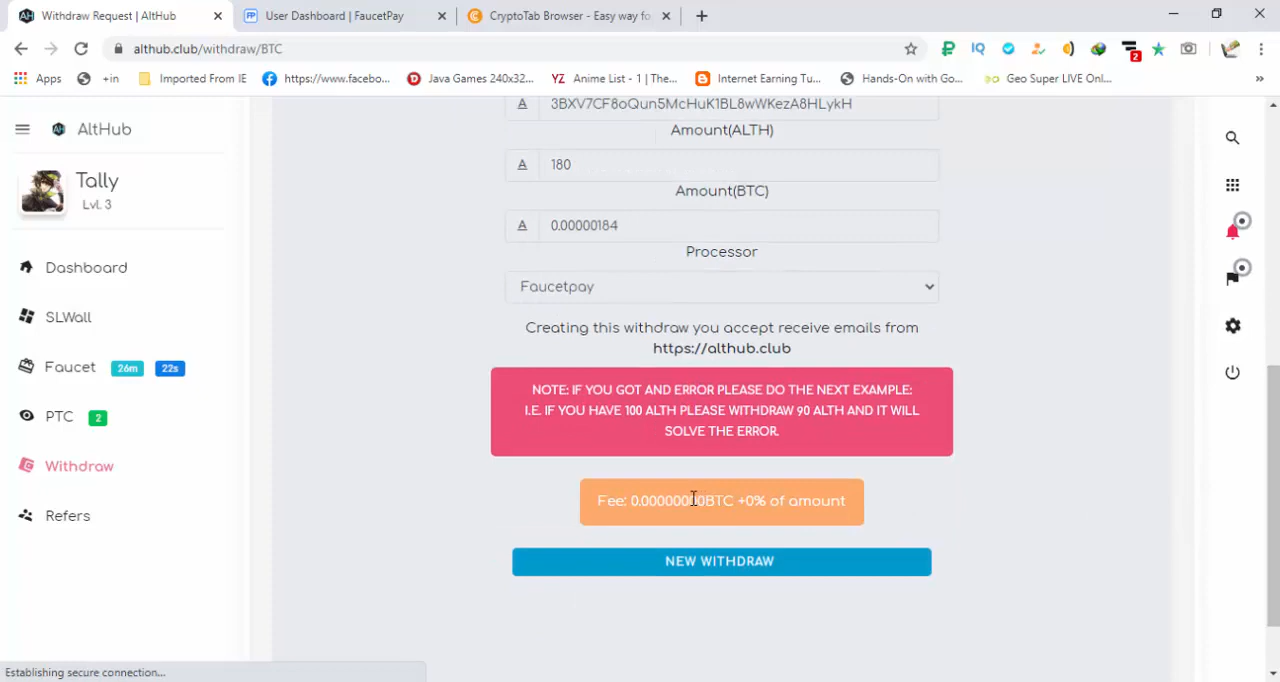 Withdraw Request | AltHub
User Dashboard | FaucetPay
CryptoTab Browser - Easy way fo
althub.club/withdraw/BTC
2
Apps
+in
Imported From IE
https://www.facebo...
Java Games 240x32...
YZ Anime List - 1 | The...
Internet Earning Tu...
Hands-On with Go...
Geo Super LIVE Onl...
»
AltHub
Tally
Lvl. 3
Dashboard
SLWall
Faucet 26m 22s
PTC 2
Withdraw
Refers
3BXV7CF8oQun5McHuK1BL8wWKezA8HLykH
Amount(ALTH)
180
Amount(BTC)
0.00000184
Processor
Faucetpay
Creating this withdraw you accept receive emails from
https://althub.club
NOTE: IF YOU GOT AND ERROR PLEASE DO THE NEXT EXAMPLE:
I.E. IF YOU HAVE 100 ALTH PLEASE WITHDRAW 90 ALTH AND IT WILL
SOLVE THE ERROR.
Fee: 0.00000000BTC +0% of amount
NEW WITHDRAW
Establishing secure connection...